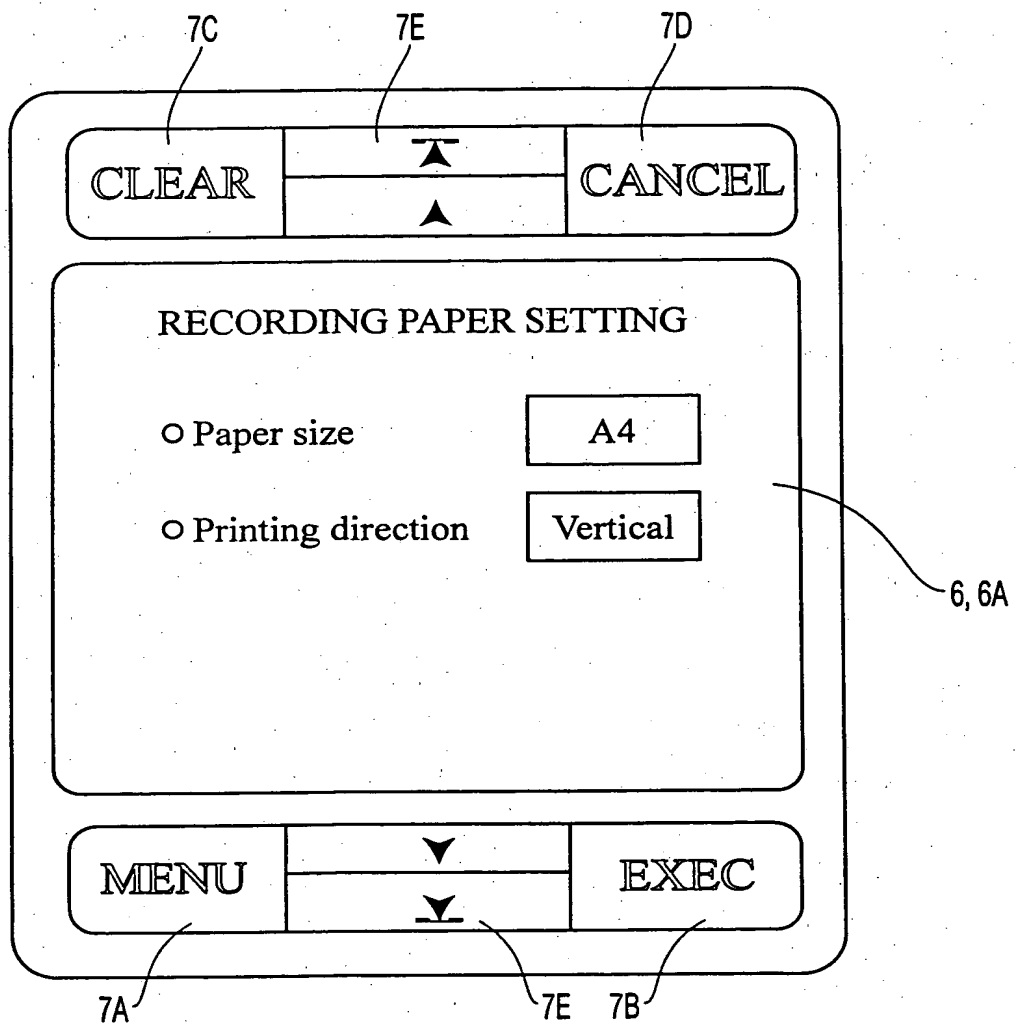 7C 7E 7D
CLEAR CANCEL
RECORDING PAPER SETTING
Paper size A4
Printing direction Vertical
6, 6A
MENU EXEC
7A 7E 7B